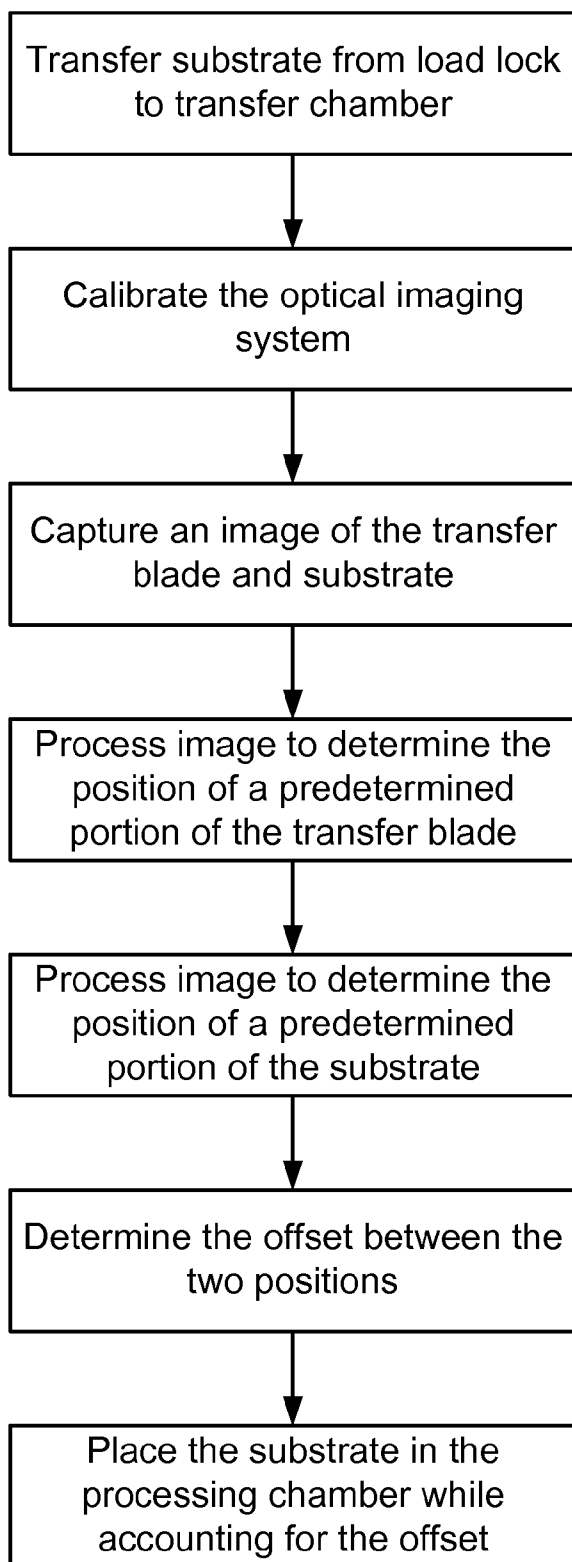 Transfer substrate from load lock
to transfer chamber
Calibrate the optical imaging
system
Capture an image of the transfer
blade and substrate
Process image to determine the
position of a predetermined
portion of the transfer blade
Process image to determine the
position of a predetermined
portion of the substrate
Determine the offset between the
two positions
Place the substrate in the
processing chamber while
accounting for the offset